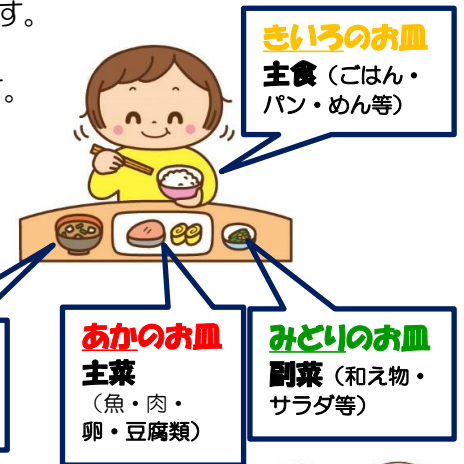 す。
。
きいろのお皿
主食（ごはん・
パン・めん等）
あかのお皿
主菜
（魚・肉・
卵・豆腐類）
みどりのお皿
副菜（和え物・
サラダ等）